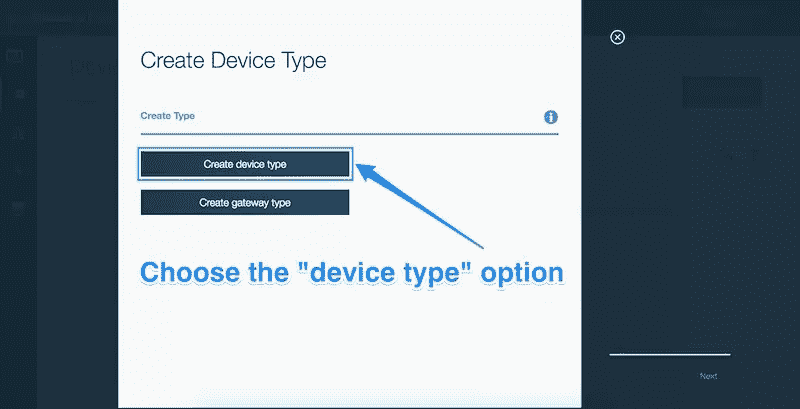 Create Device Type
Create Type
Create device type
Create gateway type
Choose the "device type" option
Next